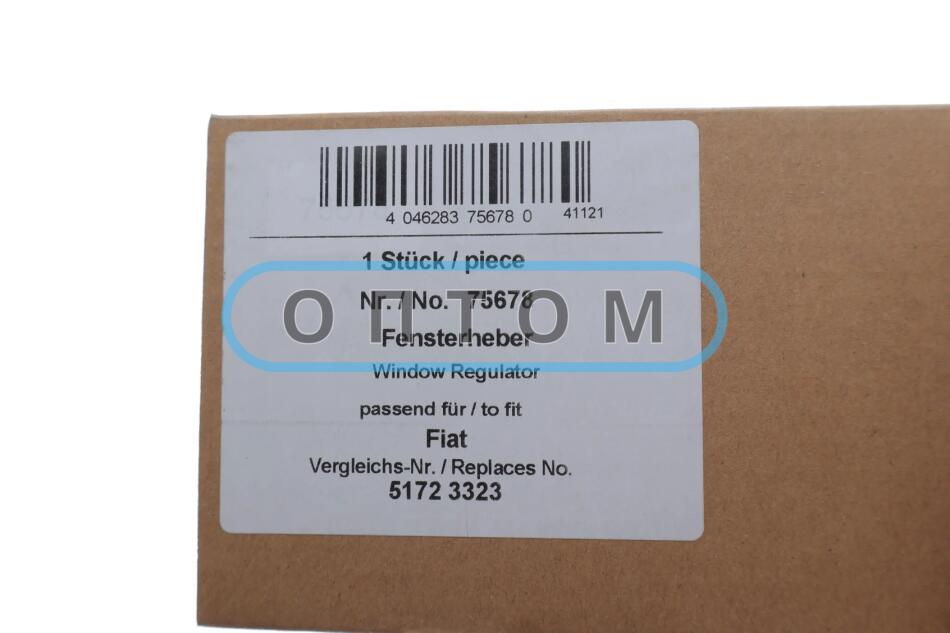 4 046283 75678 0 41121
1 Stück / piece
Nr. / No. 75678
ОПТОМ
Fensterheber
Window Regulator
passend für / to fit
Fiat
Vergleichs-Nr. / Replaces No.
5172 3323